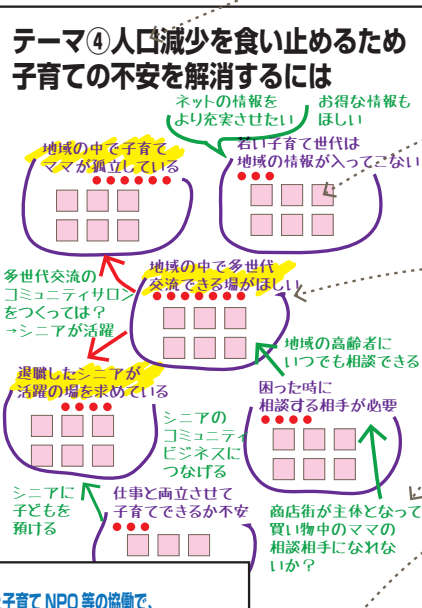 テーマ④人口減少を食い止めるため
子育ての不安を解消するには
ネットの情報を
より充実させたい
お得な情報も
ほしい
地域の中で子育て
ママが孤立している
若い子育て世代は
地域の情報が入ってこない
多世代交流の
コミュニティサロン
をつくっては？
→シニアが活躍
地域の中で多世代
交流できる場がほしい
地域の高齢者に
いつでも相談できる
退職したシニアが
活躍の場を求めている
困った時に
相談する相手が必要
シニアの
コミュニティ
ビジネスに
つなげる
シニアに
子どもを
預ける
仕事と両立させて
子育てできるか不安
商店街が主体となって
買い物中のママの
相談相手になれな
いか？
子育て NPO 等の協働で、